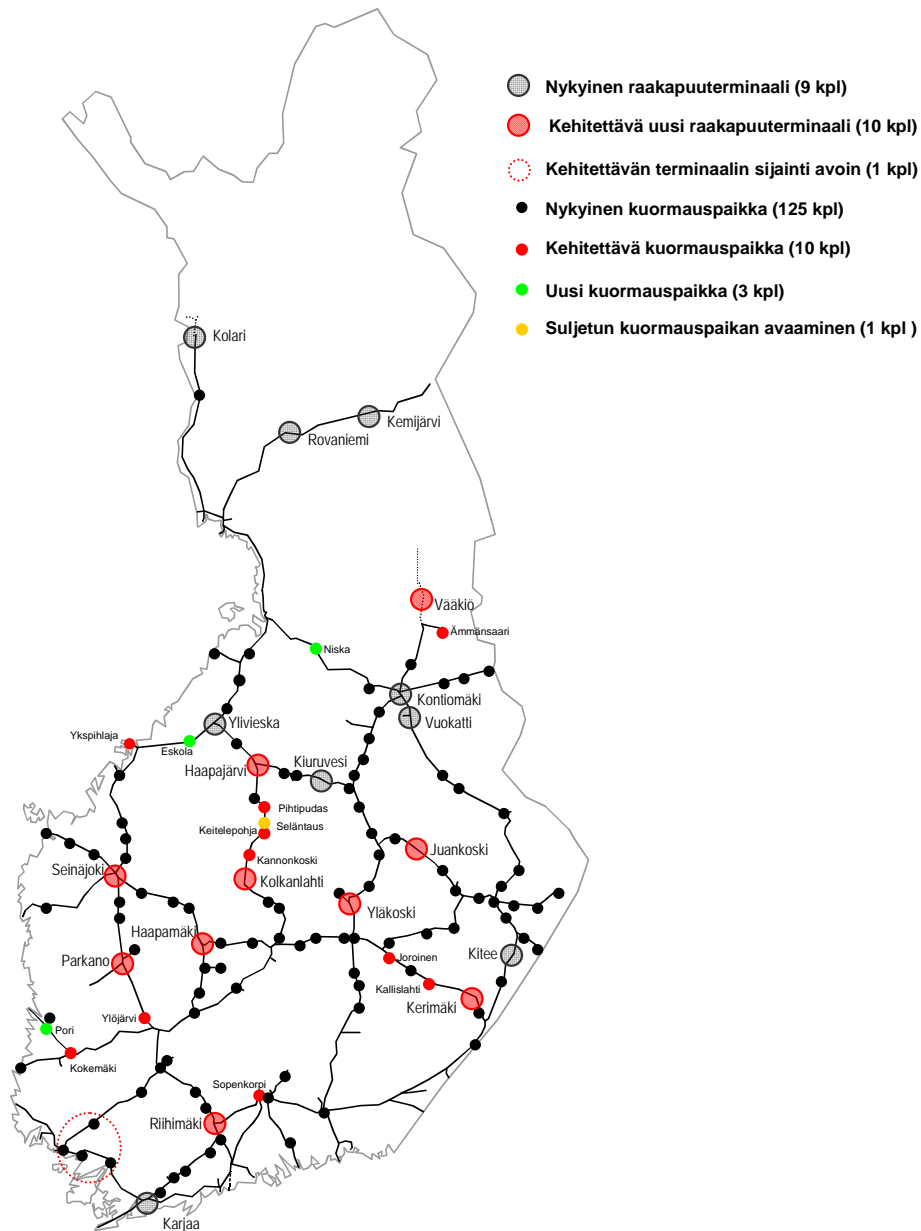 Nykyinen raakapuuterminaali (9 kpl)
Kehitettävä uusi raakapuuterminaali (10 kpl)
Kehitettävän terminaalin sijainti avoin (1 kpl)
Nykyinen kuormauspaikka (125 kpl)
Kehitettävä kuormauspaikka (10 kpl)
Uusi kuormauspaikka (3 kpl)
Suljetun kuormauspaikan avaaminen (1 kpl )
Kolari
Kemijärvi
Rovaniemi
Vääkiö
Ämmänsaari
Niska
Kontiomäki
Vuokatti
Ylivieska
Ykspihlaja
Eskola
Haapajärvi
Kiuruvesi
Pihtipudas
Seläntaus
Keitelepohja
Kannonkoski
Juankoski
Seinäjoki
Kolkanlahti
Yläkoski
Haapamäki
Kitee
Parkano
Joroinen
Kallislahti
Kerimäki
Ylöjärvi
Pori
Kokemäki
Sopenkorpi
Riihimäki
Karjaa